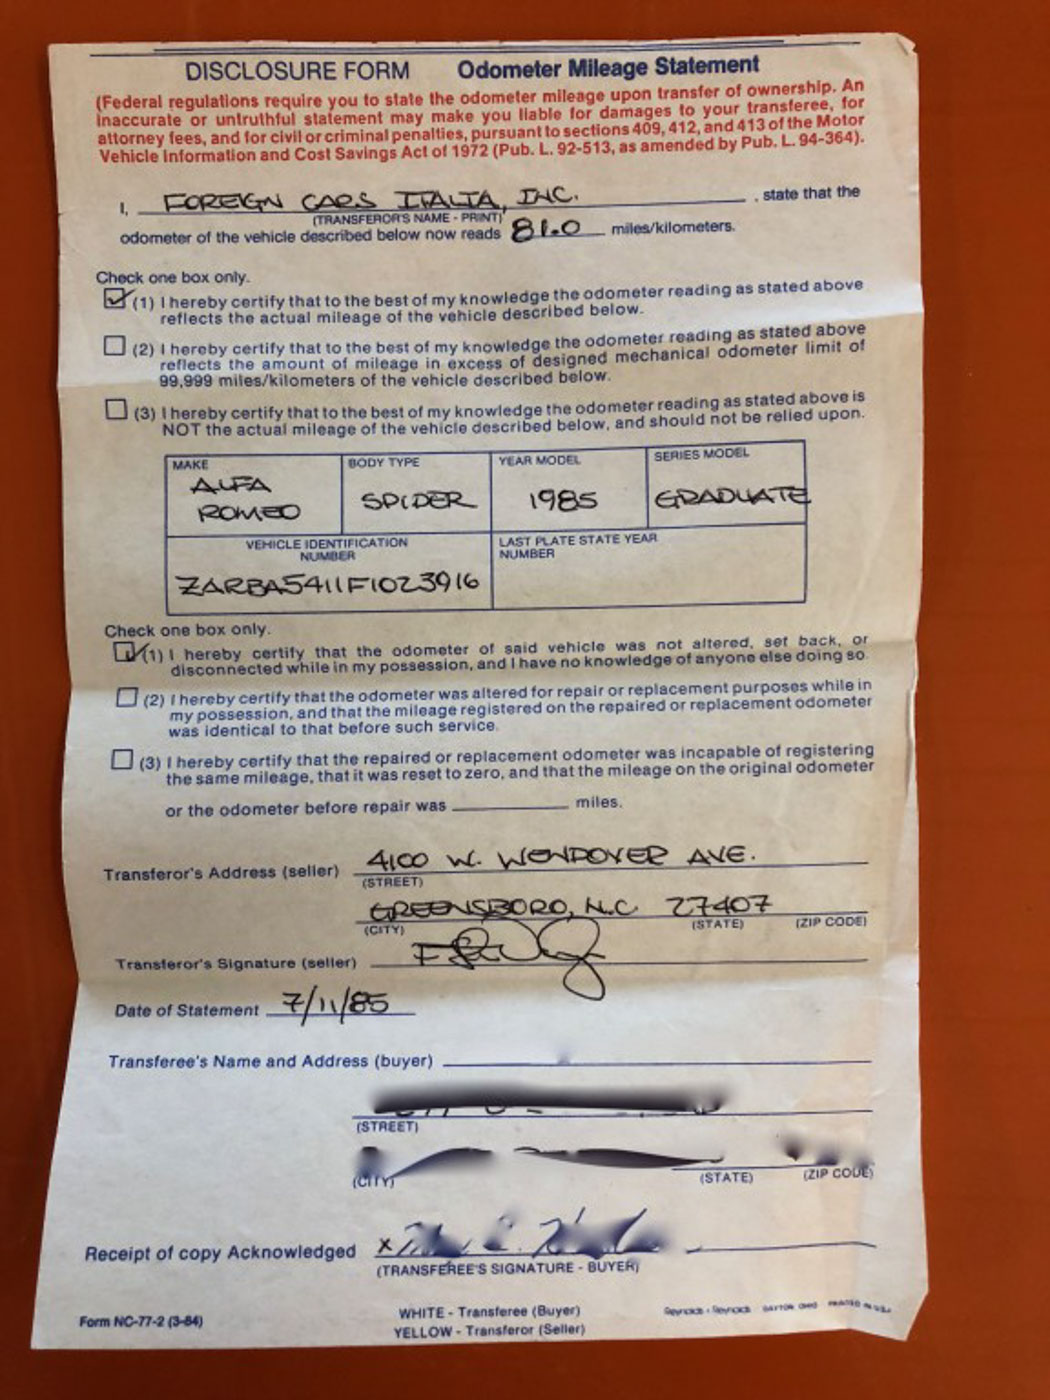 DISCLOSURE FORM Odometer Mileage Statement
(Federal regulations require you to state the odometer mileage upon transfer of ownership. An
inaccurate or untruthful statement may make you liable for damages to your transferee, for
attorney fees, and for civil or criminal penalties, pursuant to sections 409, 412, and 413 of the Motor
Vehicle Information and Cost Savings Act of 1972 (Pub. L. 92-513, as amended by Pub. L. 94-364).
I, FOREIGN CARS ITALIA, INC. , state that the
(TRANSFEROR'S NAME - PRINT)
odometer of the vehicle described below now reads 81.0 miles/kilometers.
Check one box only.
(1) I hereby certify that to the best of my knowledge the odometer reading as stated above
reflects the actual mileage of the vehicle described below.
(2) I hereby certify that to the best of my knowledge the odometer reading as stated above
reflects the amount of mileage in excess of designed mechanical odometer limit of
99,999 miles/kilometers of the vehicle described below.
(3) I hereby certify that to the best of my knowledge the odometer reading as stated above is
NOT the actual mileage of the vehicle described below, and should not be relied upon.
MAKE BODY TYPE YEAR MODEL SERIES MODEL
ALFA
ROMEO SPIDER 1985 GRADUATE
VEHICLE IDENTIFICATION
NUMBER
LAST PLATE STATE YEAR
NUMBER
ZARBA5411F1023916
Check one box only.
(1) I hereby certify that the odometer of said vehicle was not altered, set back, or
disconnected while in my possession, and I have no knowledge of anyone else doing so.
(2) I hereby certify that the odometer was altered for repair or replacement purposes while in
my possession, and that the mileage registered on the repaired or replacement odometer
was identical to that before such service.
(3) I hereby certify that the repaired or replacement odometer was incapable of registering
the same mileage, that it was reset to zero, and that the mileage on the original odometer
or the odometer before repair was miles.
Transferor's Address (seller) 4100 W. WENDOVER AVE.
(STREET)
GREENSBORO, N.C. 27407
(CITY) (STATE) (ZIP CODE)
Transferor's Signature (seller)
Date of Statement 7/11/85
Transferee's Name and Address (buyer)
(STREET)
(CITY) (STATE) (ZIP CODE)
Receipt of copy Acknowledged X
(TRANSFEREE'S SIGNATURE - BUYER)
Form NC-77-2 (3-84)
WHITE - Transferee (Buyer)
YELLOW - Transferor (Seller)
Reynolds + Reynolds DAYTON, OHIO PRINTED IN U.S.A.